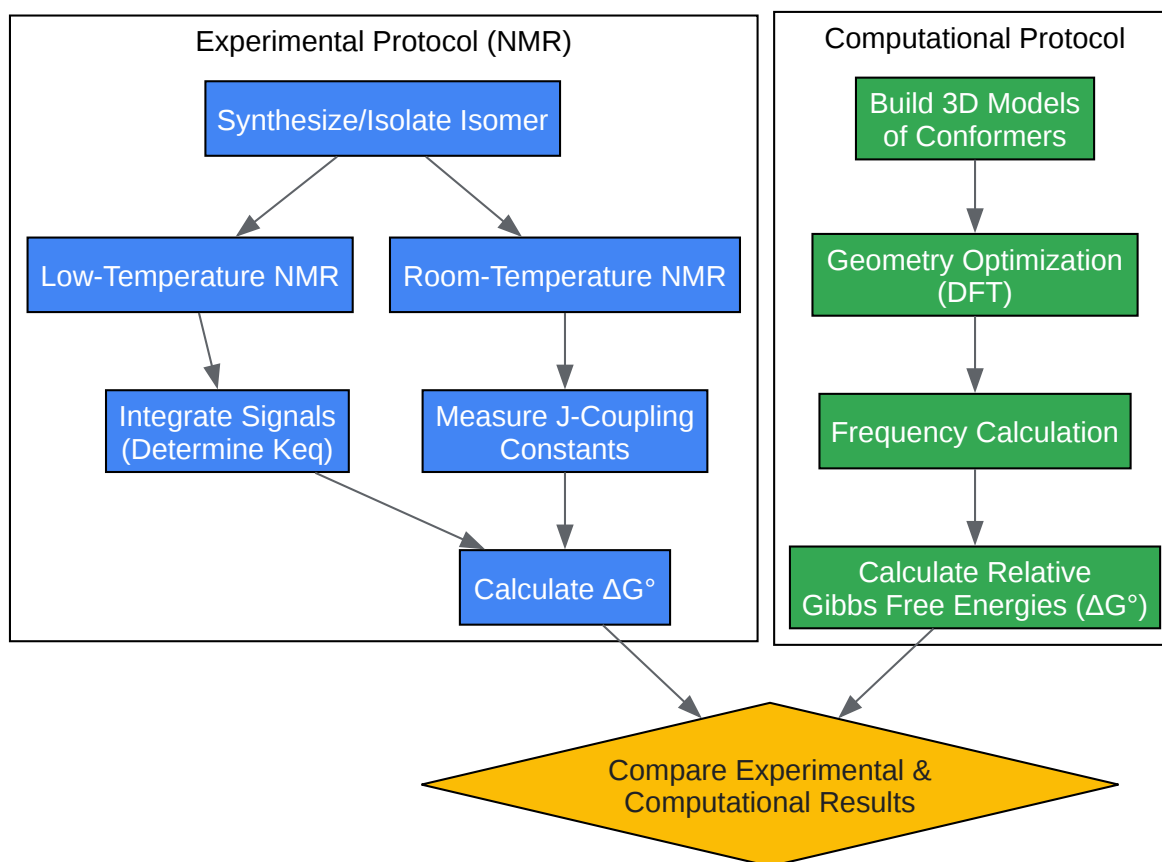 Experimental Protocol (NMR)
Synthesize/Isolate Isomer
Low-Temperature NMR
Room-Temperature NMR
Integrate Signals
(Determine Keq)
Measure J-Coupling
Constants
Calculate ΔG°
Computational Protocol
Build 3D Models
of Conformers
Geometry Optimization
(DFT)
Frequency Calculation
Calculate Relative
Gibbs Free Energies (ΔG°)
Compare Experimental &
Computational Results